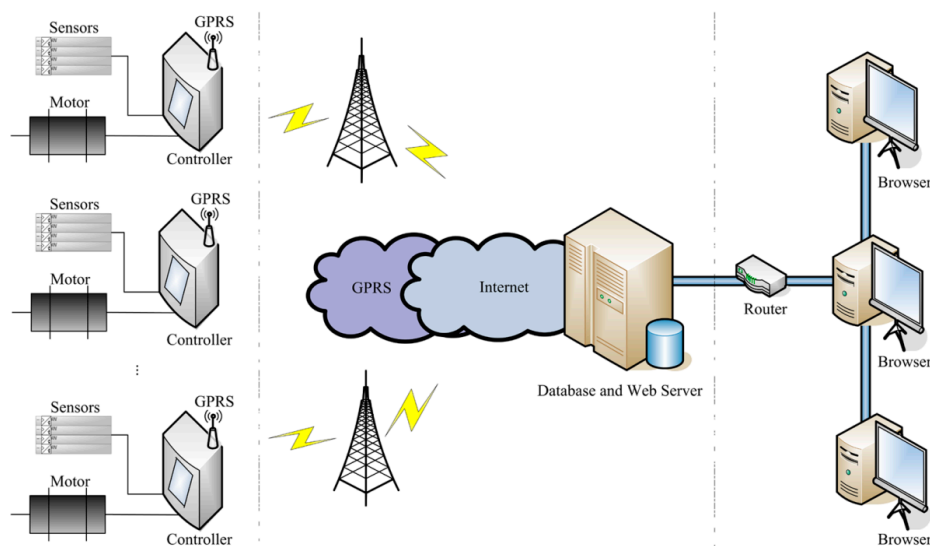 Sensors
GPRS
Motor
Controller
Sensors
GPRS
Motor
Controller
⋮
Sensors
GPRS
Motor
Controller
GPRS
Internet
Database and Web Server
Router
Browser
Browser
Browser